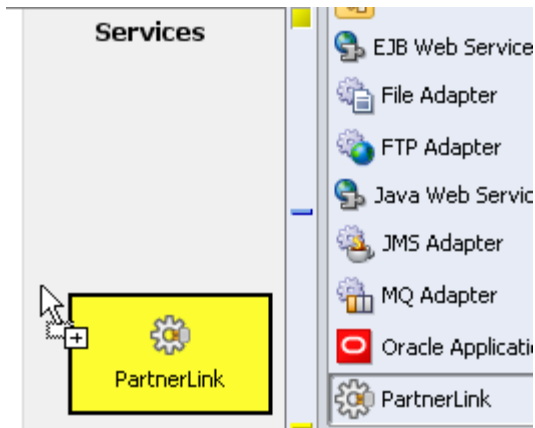 Services
PartnerLink
EJB Web Service
File Adapter
FTP Adapter
Java Web Servic
JMS Adapter
MQ Adapter
Oracle Applicati
PartnerLink